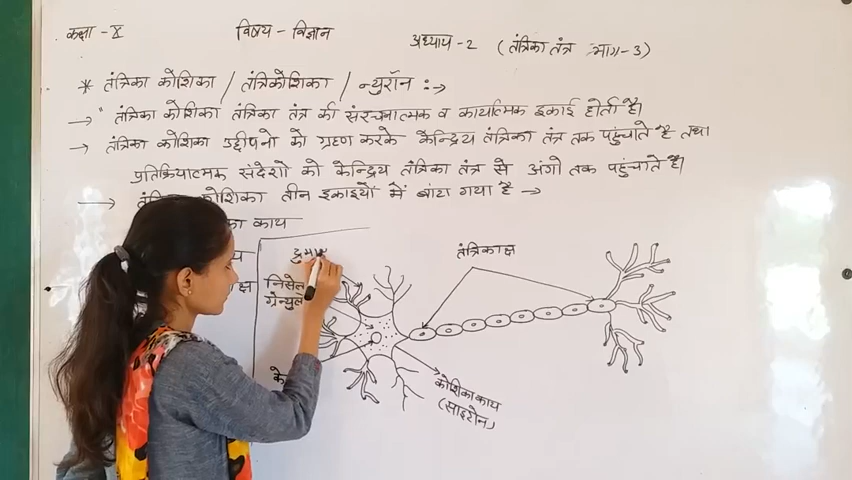 कक्षा - X विषय - विज्ञान अध्याय - 2 (तंत्रिका तंत्र भाग - 3)
* तंत्रिका कोशिका / तंत्रिकोशिका / न्युरॉन :→
→ " तंत्रिका कोशिका तंत्रिका तंत्र की संरचनात्मक व कार्यात्मक इकाई होती है।
→ तंत्रिका कोशिका उद्दीपनो को ग्रहण करके केन्द्रिय तंत्रिका तंत्र तक पहुंचाते है तथा
प्रतिक्रियात्मक संदेशो को केन्द्रिय तंत्रिका तंत्र से अंगो तक पहुंचाते है।
→ तंत्रिका कोशिका तीन इकाइयों में बांटा गया है →
काय
तंत्रिकाक्ष
निसेल
ग्रेन्युल
कोशिका काय
(साइटोन)